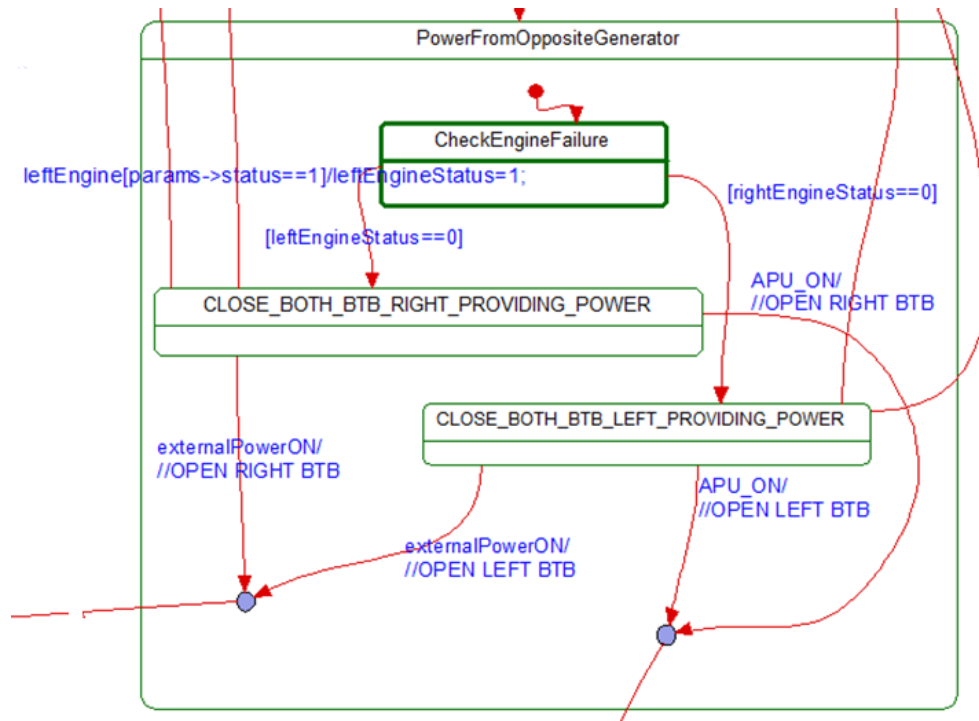 PowerFromOppositeGenerator
CheckEngineFailure
leftEngine[params->status==1]/leftEngineStatus=1;
[rightEngineStatus==0]
[leftEngineStatus==0]
APU_ON/
//OPEN RIGHT BTB
CLOSE_BOTH_BTB_RIGHT_PROVIDING_POWER
CLOSE_BOTH_BTB_LEFT_PROVIDING_POWER
externalPowerON/
//OPEN RIGHT BTB
APU_ON/
//OPEN LEFT BTB
externalPowerON/
//OPEN LEFT BTB